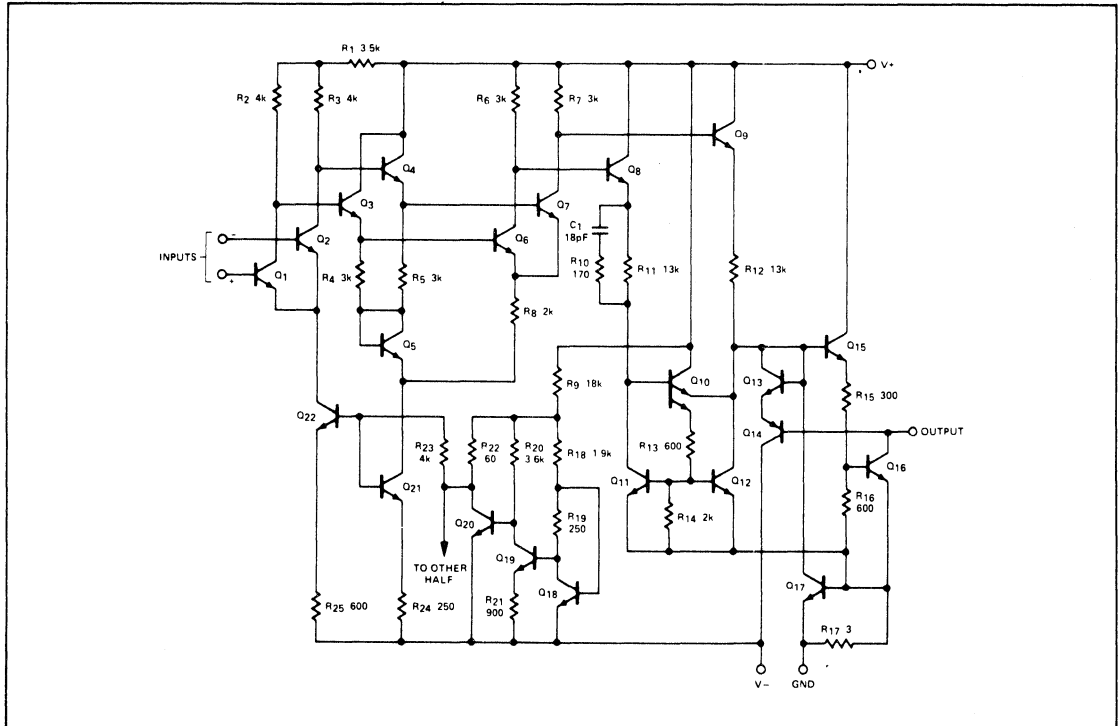 R1 3.5k
V+
R2 4k
R3 4k
R6 3k
R7 3k
Q9
Q4
Q8
Q3
Q7
C1
18pF
INPUTS
-
+
Q2
Q6
R10
170
R11 13k
R12 13k
Q1
R4 3k
R5 3k
R8 2k
Q5
Q15
R9 18k
Q10
Q13
R15 300
Q22
Q14
OUTPUT
R23
4k
R22
60
R20
3.6k
R18 1.9k
R13 600
Q16
Q21
Q11
Q12
R16
600
Q20
R19
250
R14 2k
TO OTHER
HALF
Q19
Q18
Q17
R25 600
R24 250
R21
900
R17 3
V-
GND